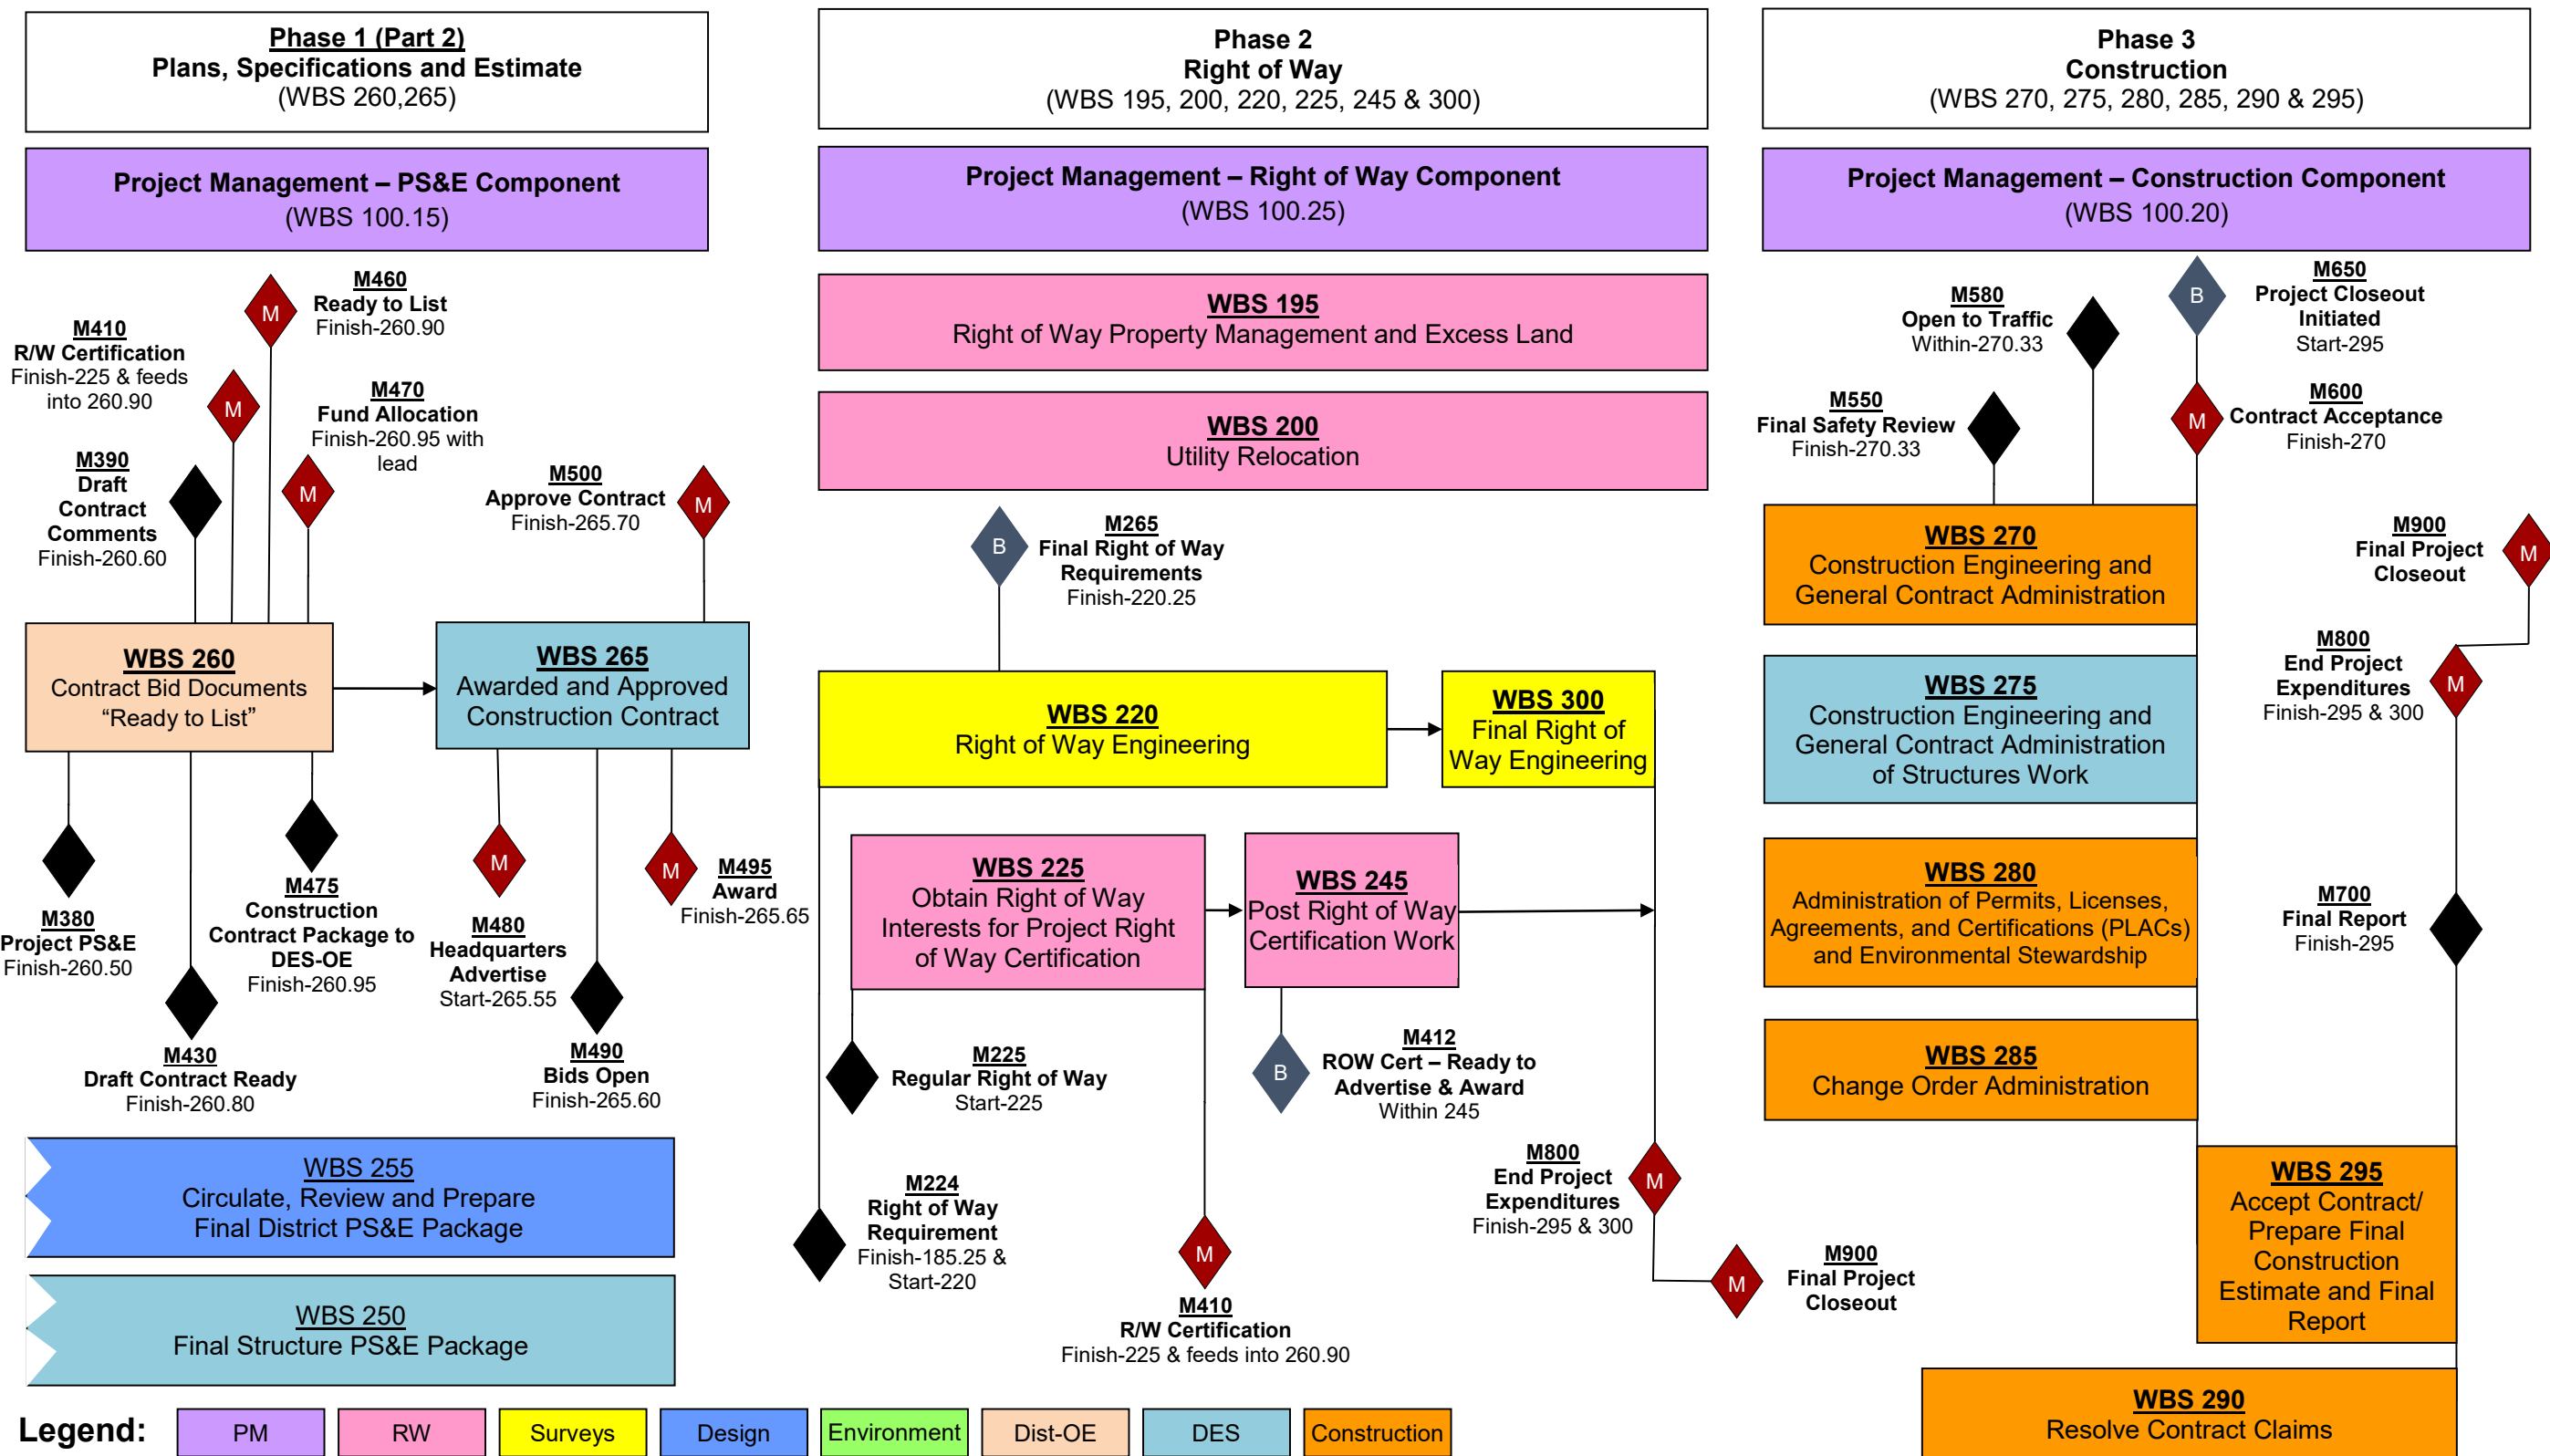 Phase 1 (Part 2)
Plans, Specifications and Estimate
(WBS 260,265)
Project Management – PS&E Component
(WBS 100.15)
M460
Ready to List
Finish-260.90
M
M410
R/W Certification
Finish-225 & feeds
into 260.90
M
M470
Fund Allocation
Finish-260.95 with
lead
M
M390
Draft
Contract
Comments
Finish-260.60
M500
Approve Contract
Finish-265.70
M
WBS 260
Contract Bid Documents
“Ready to List”
WBS 265
Awarded and Approved
Construction Contract
M380
Project PS&E
Finish-260.50
M475
Construction
Contract Package to
DES-OE
Finish-260.95
M430
Draft Contract Ready
Finish-260.80
M
M480
Headquarters
Advertise
Start-265.55
M
M495
Award
Finish-265.65
M490
Bids Open
Finish-265.60
WBS 255
Circulate, Review and Prepare
Final District PS&E Package
WBS 250
Final Structure PS&E Package
Phase 2
Right of Way
(WBS 195, 200, 220, 225, 245 & 300)
Project Management – Right of Way Component
(WBS 100.25)
WBS 195
Right of Way Property Management and Excess Land
WBS 200
Utility Relocation
B
M265
Final Right of Way
Requirements
Finish-220.25
WBS 220
Right of Way Engineering
WBS 300
Final Right of
Way Engineering
WBS 225
Obtain Right of Way
Interests for Project Right
of Way Certification
WBS 245
Post Right of Way
Certification Work
M225
Regular Right of Way
Start-225
B
M412
ROW Cert – Ready to
Advertise & Award
Within 245
M224
Right of Way
Requirement
Finish-185.25 &
Start-220
M
M410
R/W Certification
Finish-225 & feeds into 260.90
M800
End Project
Expenditures
Finish-295 & 300
M
M
M900
Final Project
Closeout
Phase 3
Construction
(WBS 270, 275, 280, 285, 290 & 295)
Project Management – Construction Component
(WBS 100.20)
M580
Open to Traffic
Within-270.33
B
M650
Project Closeout
Initiated
Start-295
M550
Final Safety Review
Finish-270.33
M
M600
Contract Acceptance
Finish-270
WBS 270
Construction Engineering and
General Contract Administration
M900
Final Project
Closeout
M
WBS 275
Construction Engineering and
General Contract Administration
of Structures Work
M800
End Project
Expenditures
Finish-295 & 300
M
WBS 280
Administration of Permits, Licenses,
Agreements, and Certifications (PLACs)
and Environmental Stewardship
M700
Final Report
Finish-295
WBS 285
Change Order Administration
WBS 295
Accept Contract/
Prepare Final
Construction
Estimate and Final
Report
WBS 290
Resolve Contract Claims
Legend:
PM
RW
Surveys
Design
Environment
Dist-OE
DES
Construction